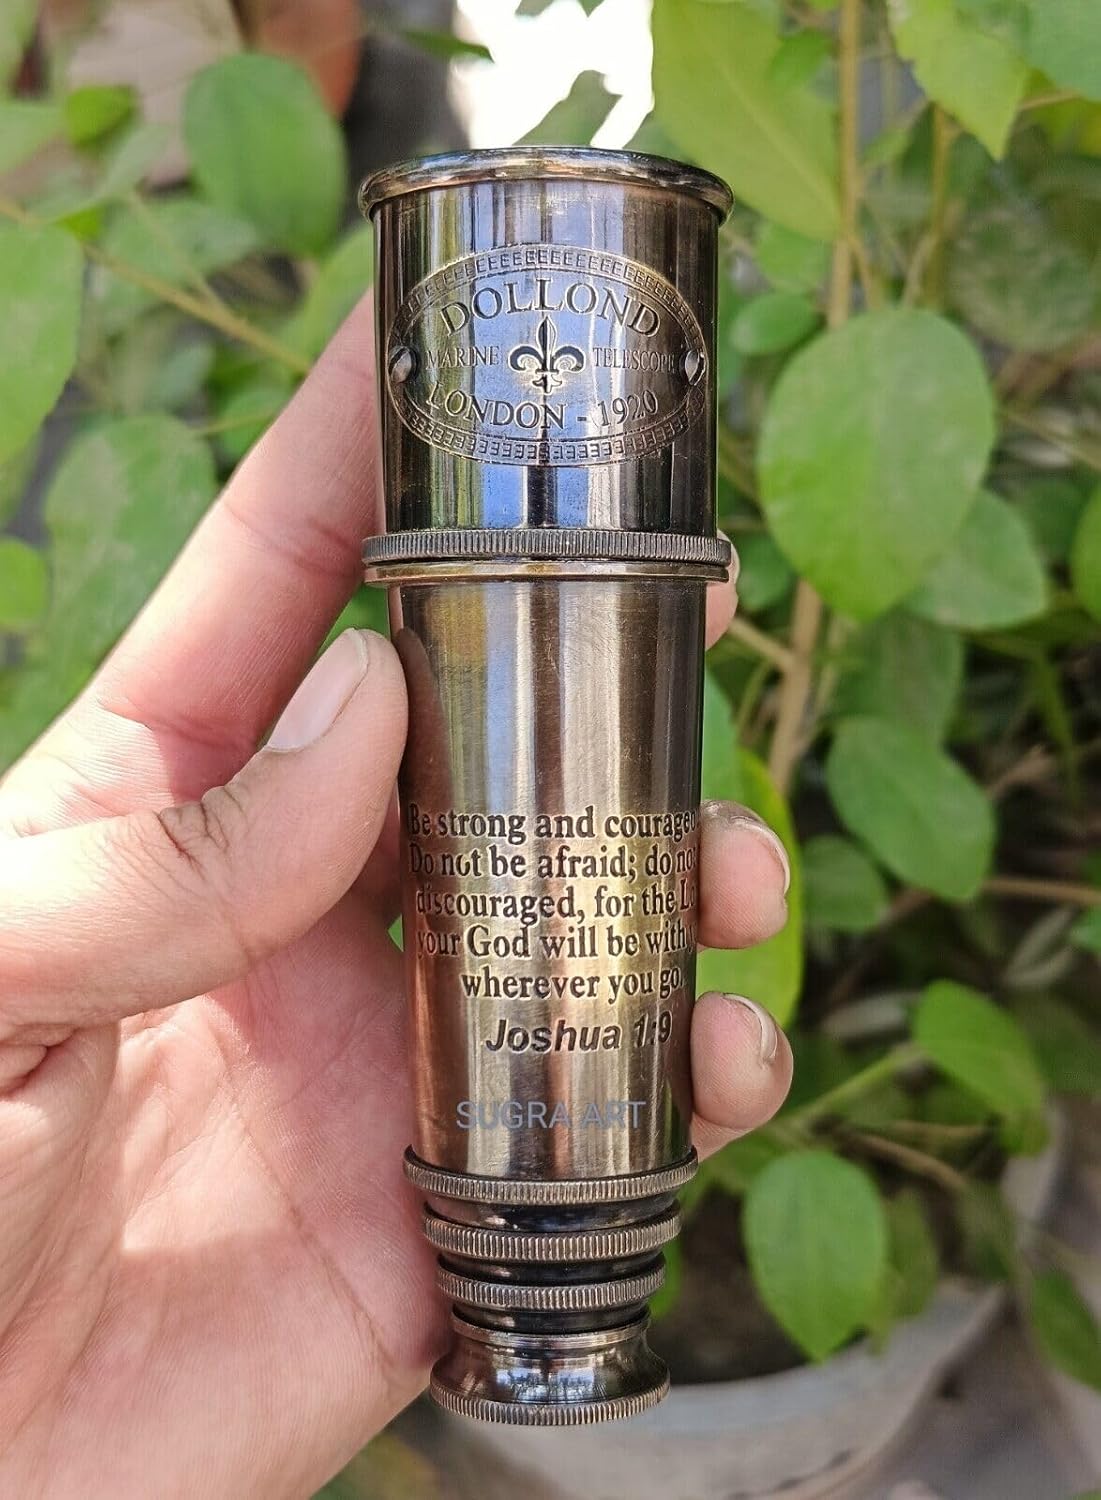 DOLLOND
MARINE TELESCOPE
LONDON - 1920
Be strong and courageo
Do not be afraid; do no
discouraged, for the Lo
your God will be with
wherever you go.
Joshua 1:9
SUGRA ART